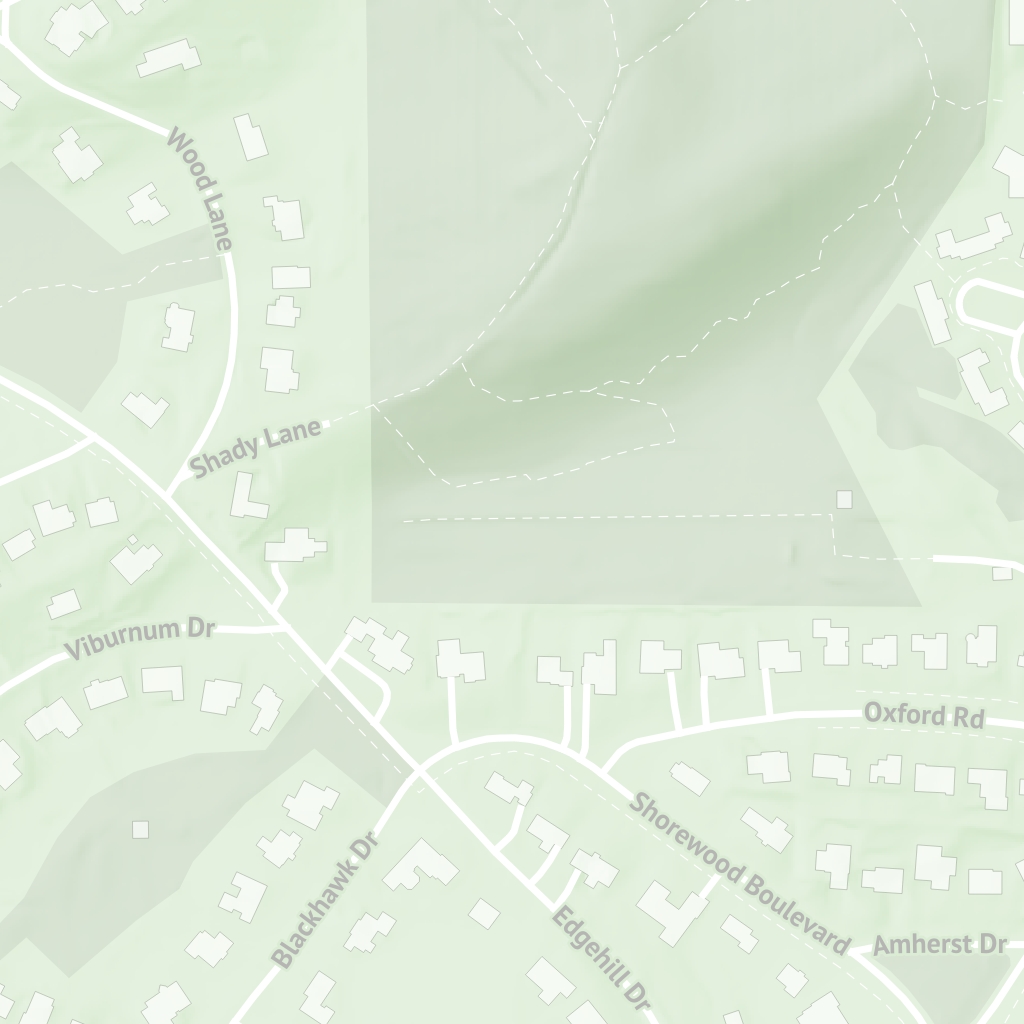 Wood Lane
Shady Lane
Viburnum Dr
Oxford Rd
Shorewood Boulevard
Blackhawk Dr
Edgehill Dr
Amherst Dr